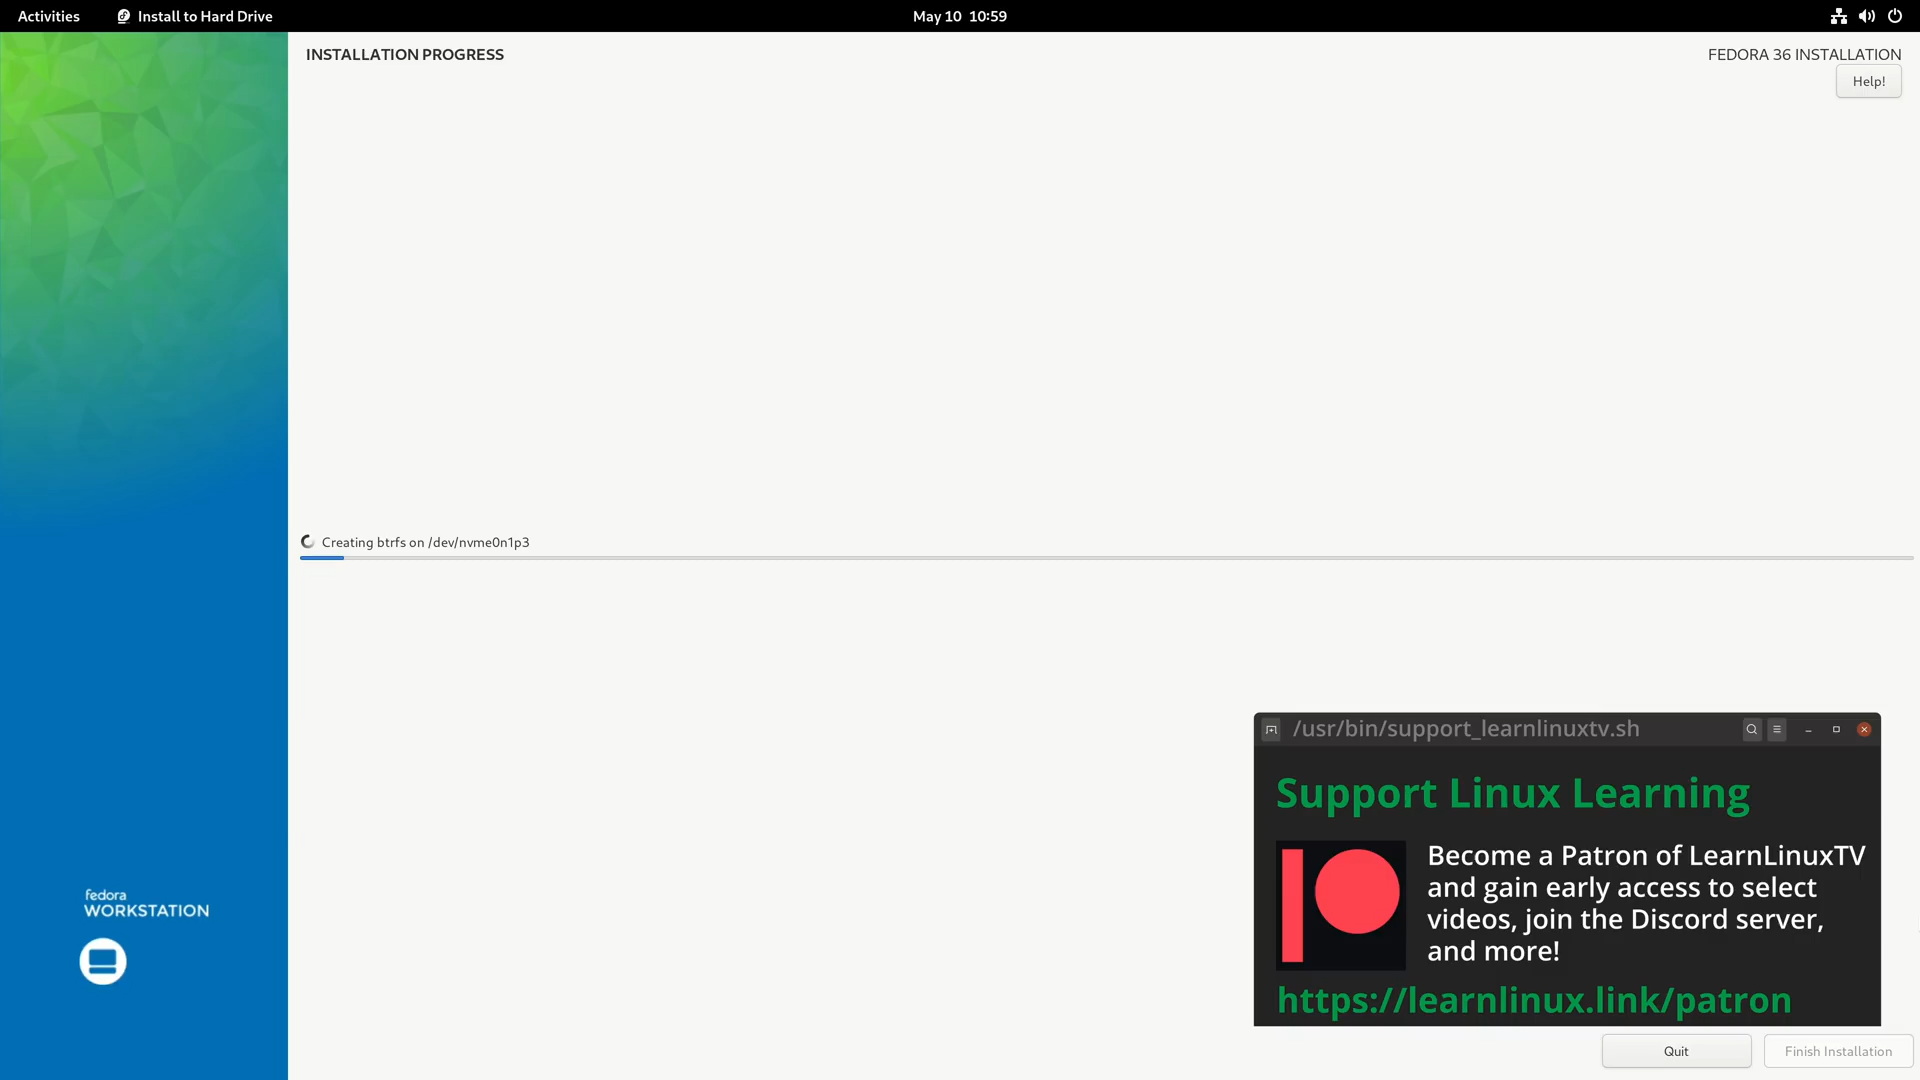 Activities
Install to Hard Drive
May 10 10:59
INSTALLATION PROGRESS
FEDORA 36 INSTALLATION
Help!
Creating btrfs on /dev/nvme0n1p3
/usr/bin/support_learnlinuxtv.sh
Support Linux Learning
Become a Patron of LearnLinuxTV
and gain early access to select
videos, join the Discord server,
and more!
https://learnlinux.link/patron
fedora
WORKSTATION
Quit
Finish Installation